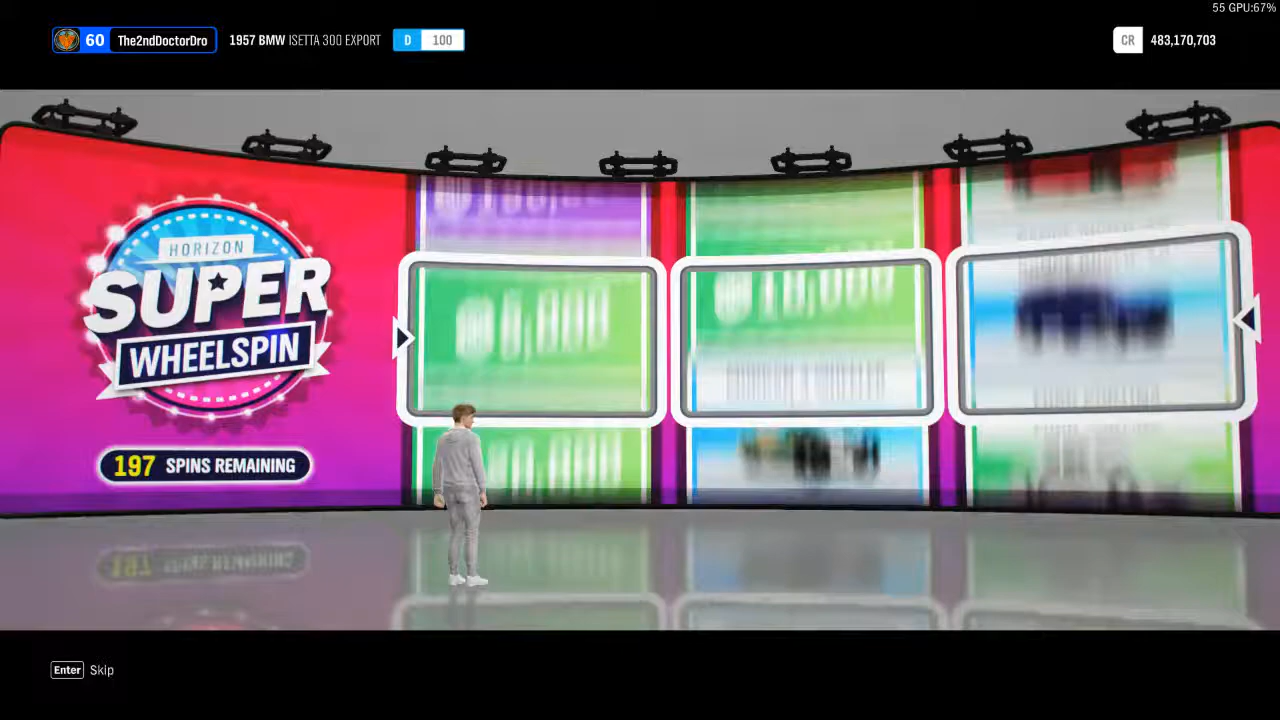 55 GPU:67%
60 The2ndDoctorDro 1957 BMW ISETTA 300 EXPORT D 100 CR 483,170,703
HORIZON
SUPER
WHEELSPIN
197 SPINS REMAINING
Enter Skip